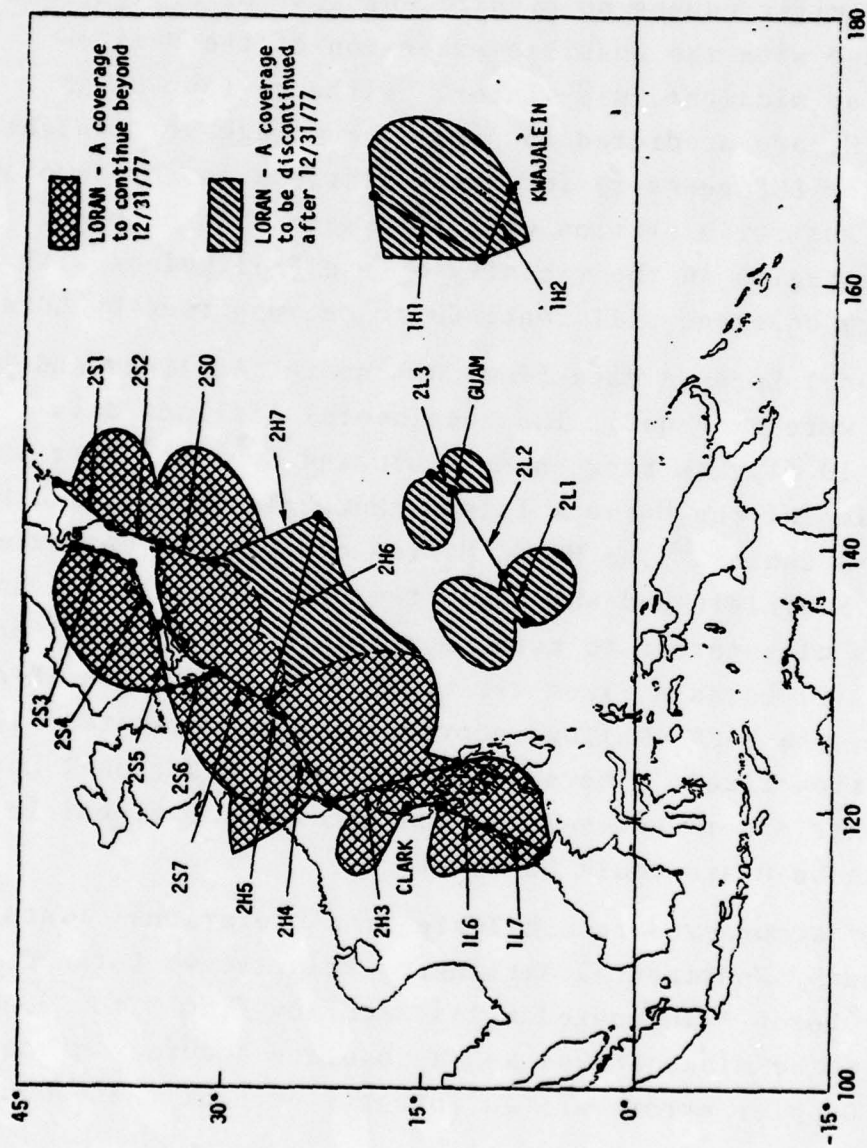 LORAN - A coverage
to continue beyond
12/31/77
LORAN - A coverage
to be discontinued
after 12/31/77
45°
30°
15°
0°
-15°
100
120
140
160
180
2S1
2S2
2S0
2H7
2H6
2S3
2S4
2S5
2S6
2S7
2H5
2H4
2H3
CLARK
1L6
1L7
2L3
GUAM
2L2
2L1
1H1
1H2
KWAJALEIN